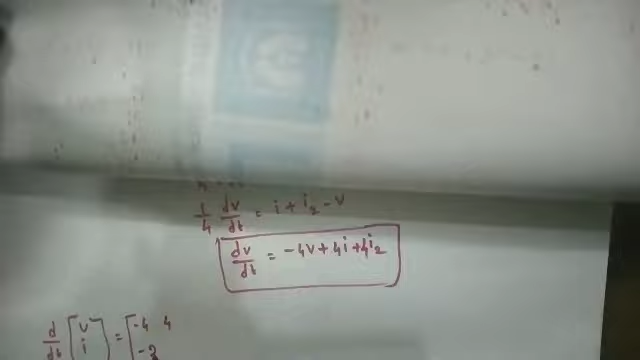 1/4 dv/dt = i + i₂ - v
dv/dt = -4v + 4i + 4i₂
d/dt [v = [-4 4
i -2